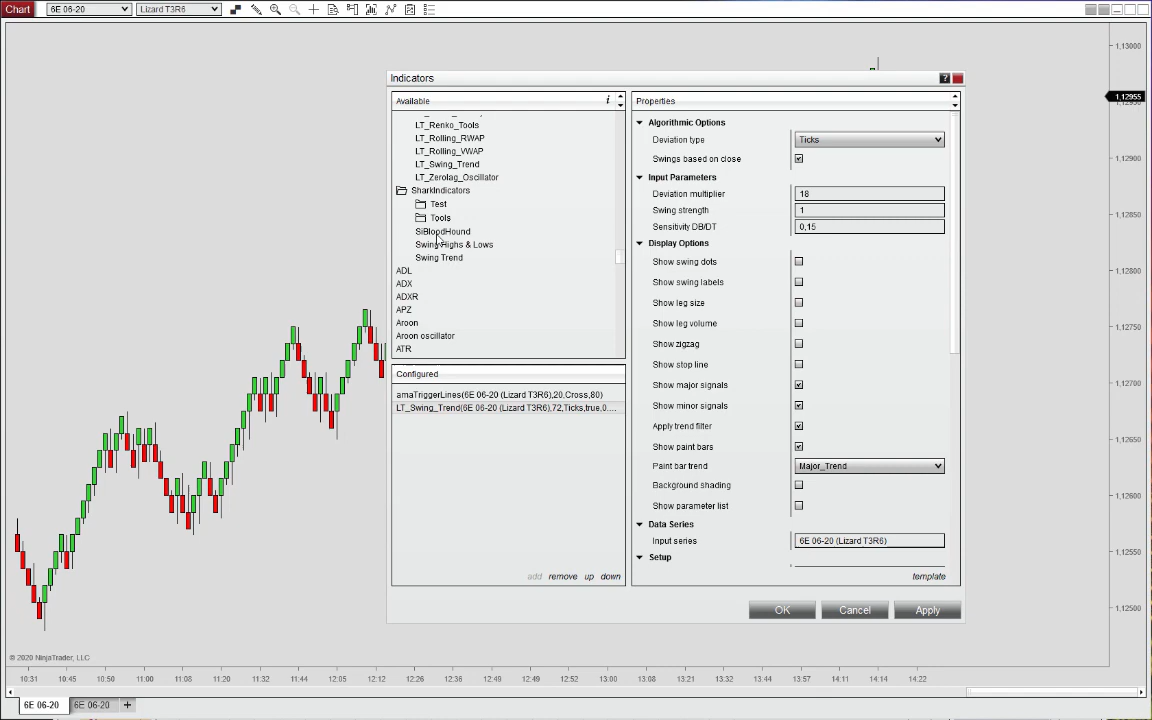 Chart
6E 06-20
Lizard T3R6
Indicators
?
Available
i
LT_Renko_Tools
LT_Rolling_RWAP
LT_Rolling_VWAP
LT_Swing_Trend
LT_Zerolag_Oscillator
SharkIndicators
Test
Tools
SiBloodHound
Swing Highs & Lows
Swing Trend
ADL
ADX
ADXR
APZ
Aroon
Aroon oscillator
ATR
Configured
amaTriggerLines(6E 06-20 (Lizard T3R6),20,Cross,80)
LT_Swing_Trend(6E 06-20 (Lizard T3R6),72,Ticks,true,0....
add remove up down
Properties
Algorithmic Options
Deviation type Ticks
Swings based on close
Input Parameters
Deviation multiplier 18
Swing strength 1
Sensitivity DB/DT 0,15
Display Options
Show swing dots
Show swing labels
Show leg size
Show leg volume
Show zigzag
Show stop line
Show major signals
Show minor signals
Apply trend filter
Show paint bars
Paint bar trend Major_Trend
Background shading
Show parameter list
Data Series
Input series 6E 06-20 (Lizard T3R6)
Setup
template
OK Cancel Apply
1,13000
1,12955
1,12900
1,12850
1,12800
1,12750
1,12700
1,12650
1,12600
1,12550
1,12500
© 2020 NinjaTrader, LLC
10:31 10:45 11:00 11:08 11:20 11:32 11:44 12:05 12:12 12:26 12:38 12:49 12:49 12:52 13:00 13:21 13:32 13:44 13:57 14:11 14:14 14:22
6E 06-20 6E 06-20 +